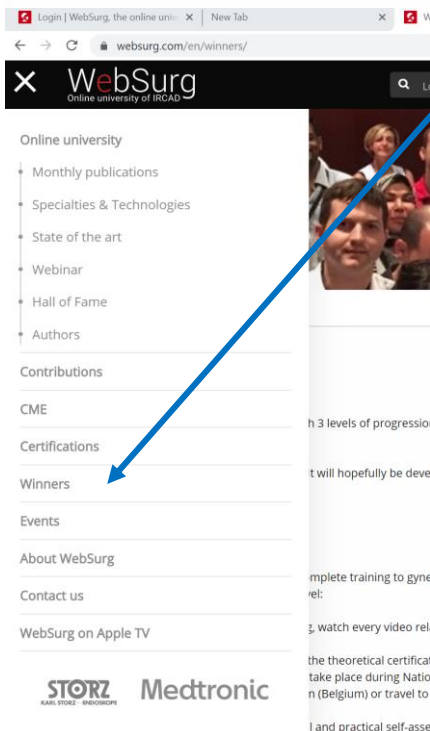 Login | WebSurg, the online univ
New Tab
W
websurg.com/en/winners/
WebSurg
Online university of IRCAD
Online university
Monthly publications
Specialties & Technologies
State of the art
Webinar
Hall of Fame
Authors
Contributions
CME
Certifications
Winners
Events
About WebSurg
Contact us
WebSurg on Apple TV
STORZ
KARL STORZ – ENDOSKOPE
Medtronic
h 3 levels of progression
t will hopefully be deve
mplete training to gyne
vel:
g, watch every video rel
the theoretical certificat
take place during Natio
n (Belgium) or travel to
l and practical self-asse